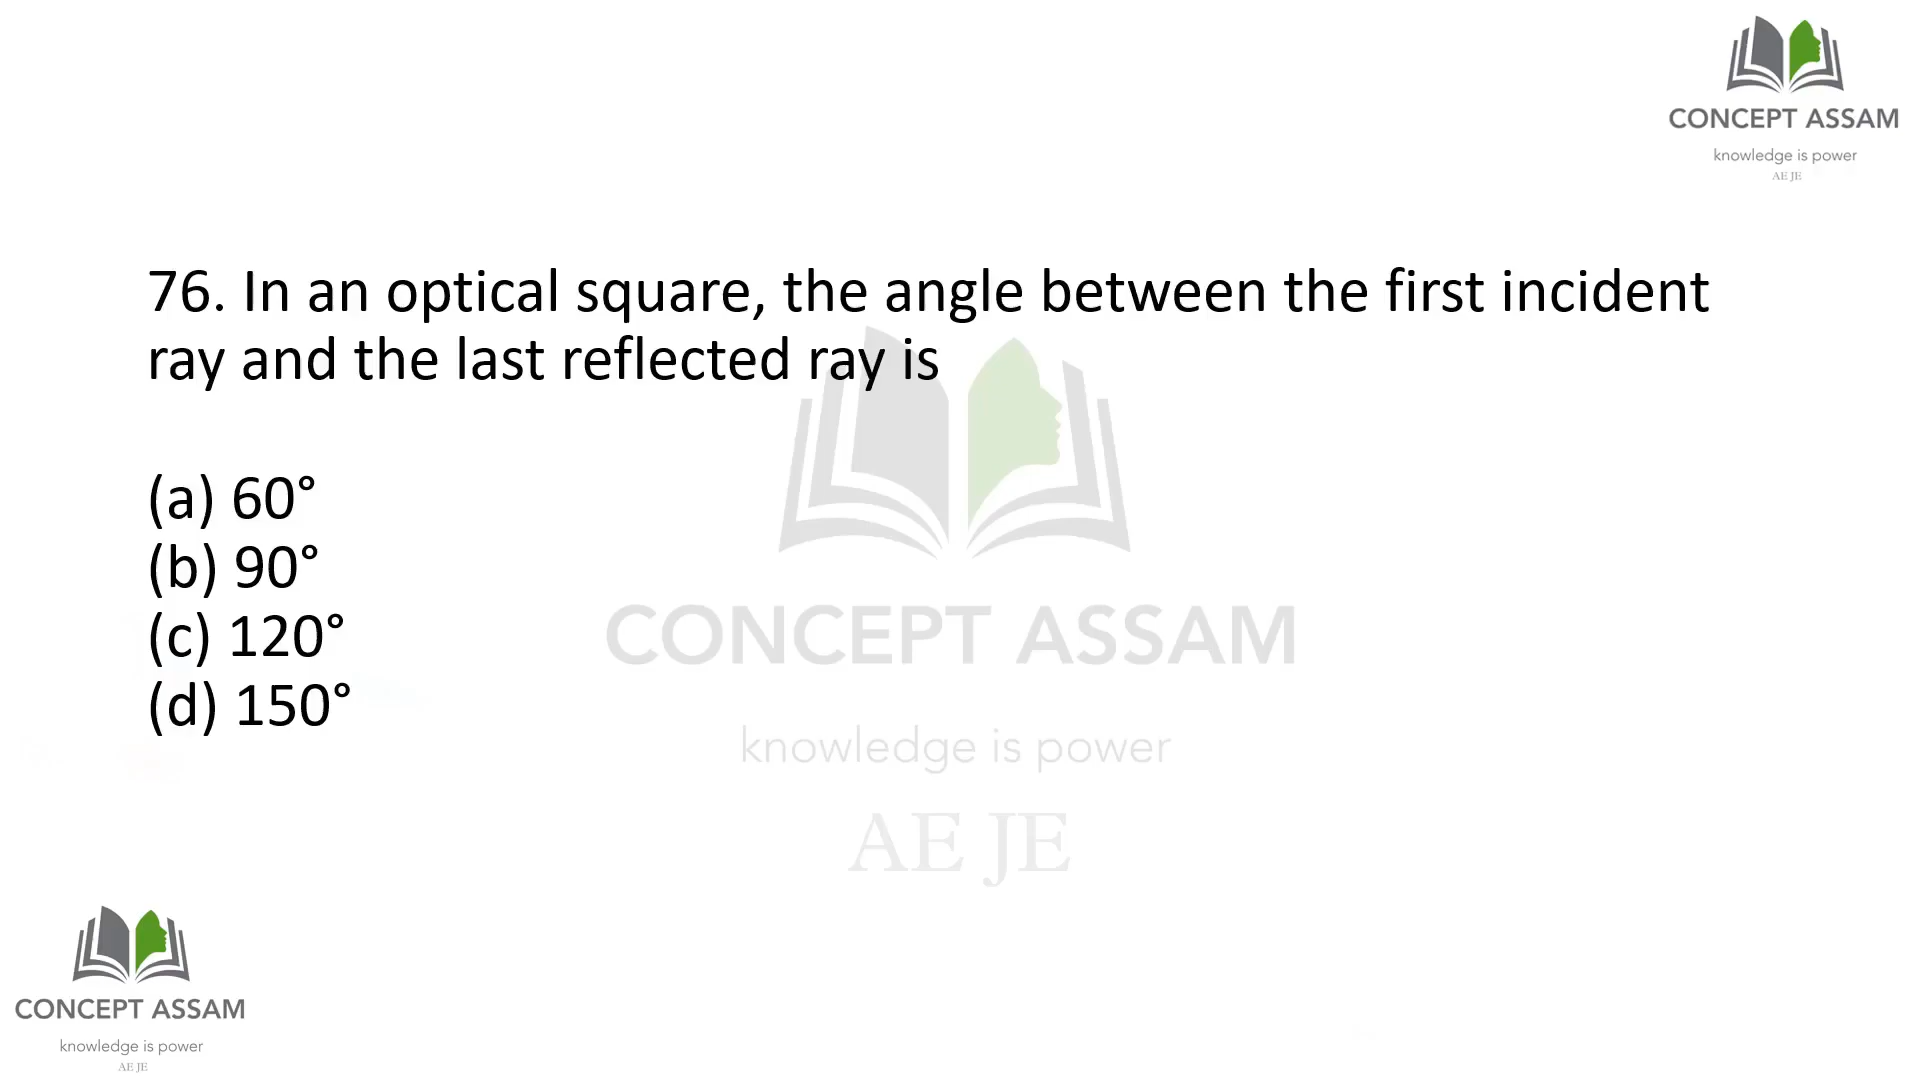 CONCEPT ASSAM
knowledge is power
AE JE
76. In an optical square, the angle between the first incident
ray and the last reflected ray is
(a) 60°
(b) 90°
(c) 120°
(d) 150°
CONCEPT ASSAM
knowledge is power
AE JE
CONCEPT ASSAM
knowledge is power
AE JE